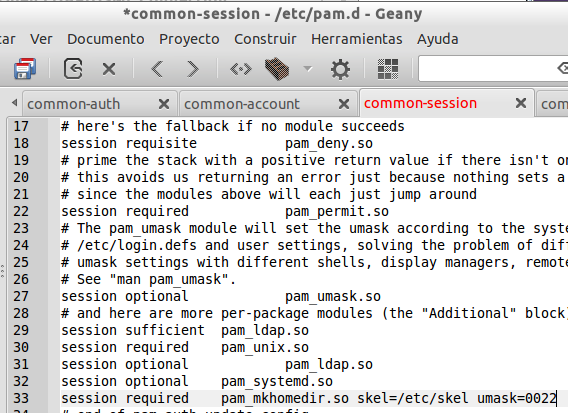 *common-session - /etc/pam.d - Geany
Ver Documento Proyecto Construir Herramientas Ayuda
common-auth common-account common-session
17 # here's the fallback if no module succeeds
18 session requisite pam_deny.so
19 # prime the stack with a positive return value if there isn't
20 # this avoids us returning an error just because nothing sets a
21 # since the modules above will each just jump around
22 session required pam_permit.so
23 # The pam_umask module will set the umask according to the
24 # /etc/login.defs and user settings, solving the problem of
25 # umask settings with different shells, display managers,
26 # See "man pam_umask".
27 session optional pam_umask.so
28 # and here are more per-package modules (the "Additional" block)
29 session sufficient pam_ldap.so
30 session required pam_unix.so
31 session optional pam_ldap.so
32 session optional pam_systemd.so
33 session required pam_mkhomedir.so skel=/etc/skel umask=0022